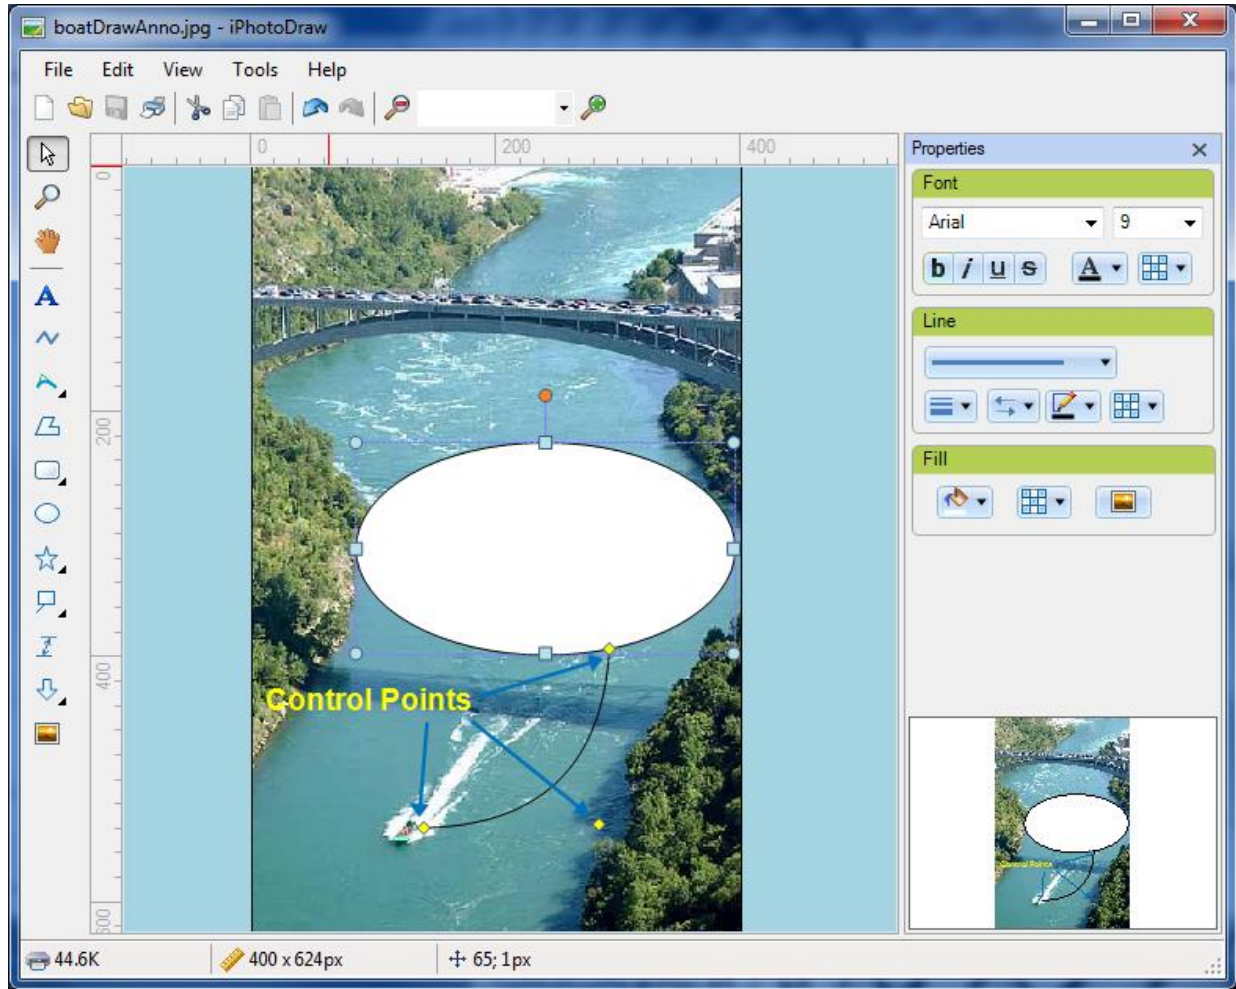 boatDrawAnno.jpg - iPhotoDraw
File Edit View Tools Help
0 200 400
Properties
0
Font
Arial 9
b i u s A
A
Line
200
Fill
400
Control Points
600
44.6K 400 x 624px 65; 1px